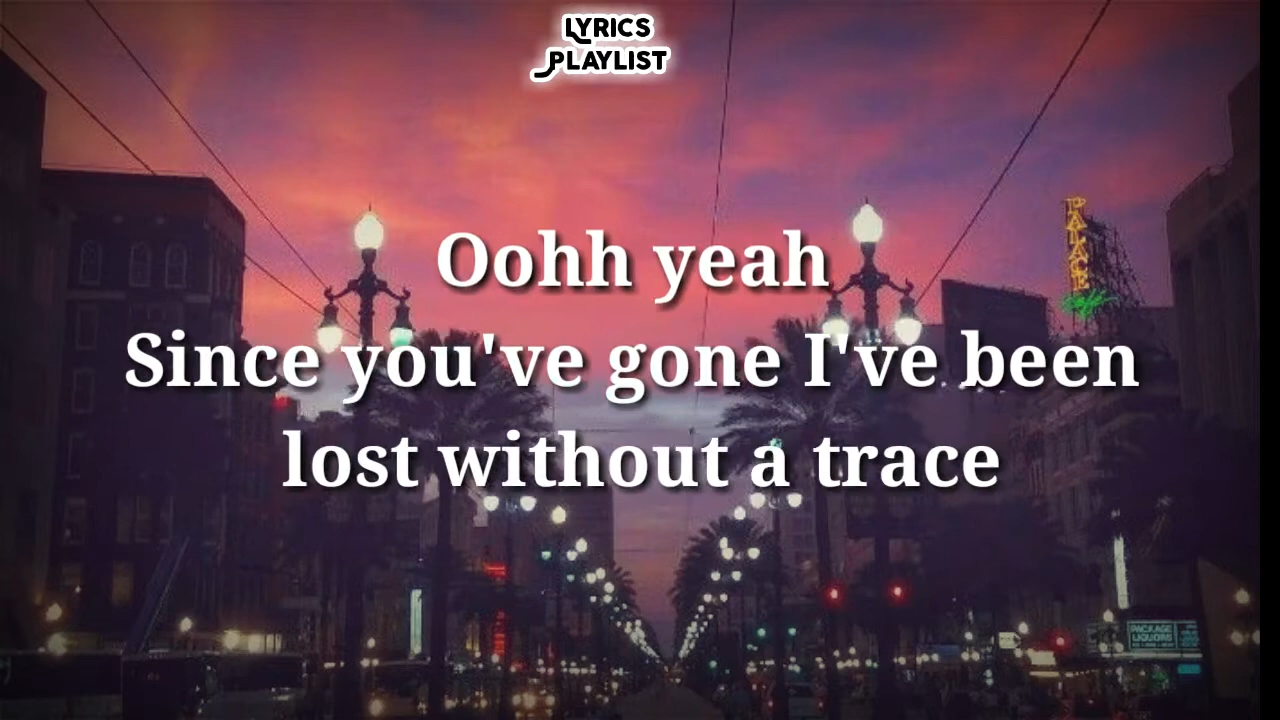 LYRICS
PLAYLIST
PALACE
Oohh yeah
Since you've gone I've been
lost without a trace
PACKAGE
LIQUORS